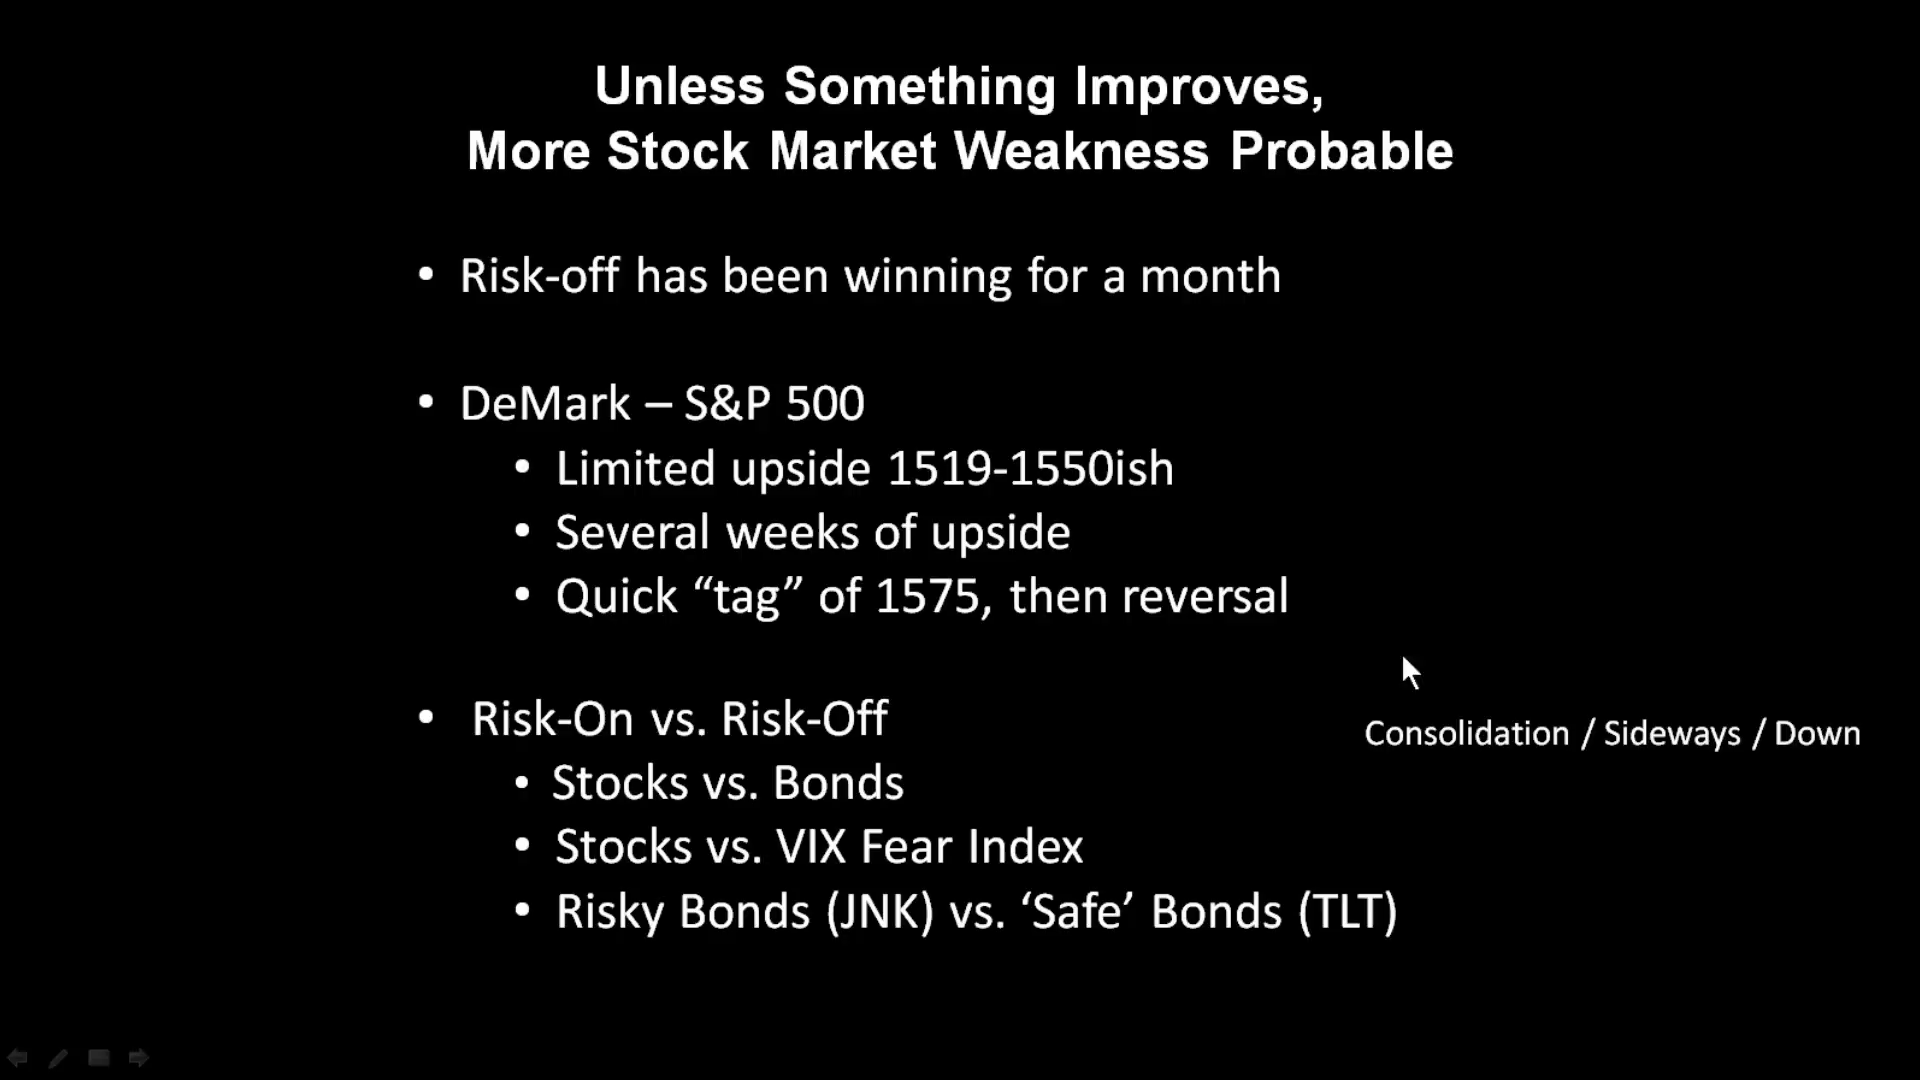 Unless Something Improves,
More Stock Market Weakness Probable
• Risk-off has been winning for a month
• DeMark – S&P 500
• Limited upside 1519-1550ish
• Several weeks of upside
• Quick “tag” of 1575, then reversal
• Risk-On vs. Risk-Off
Consolidation / Sideways / Down
• Stocks vs. Bonds
• Stocks vs. VIX Fear Index
• Risky Bonds (JNK) vs. ‘Safe’ Bonds (TLT)